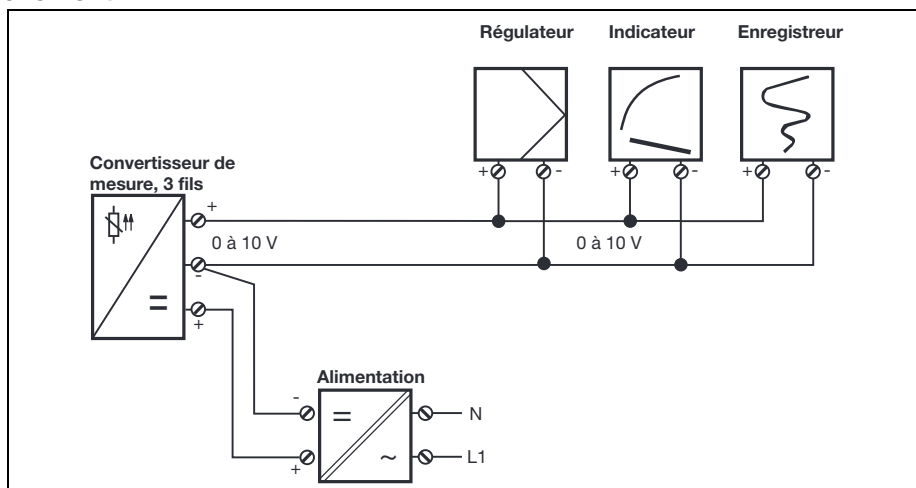 Régulateur Indicateur Enregistreur
+ - + - + -
Convertisseur de
mesure, 3 fils
+
0 à 10 V 0 à 10 V
-
+
Alimentation
- N
+ L1